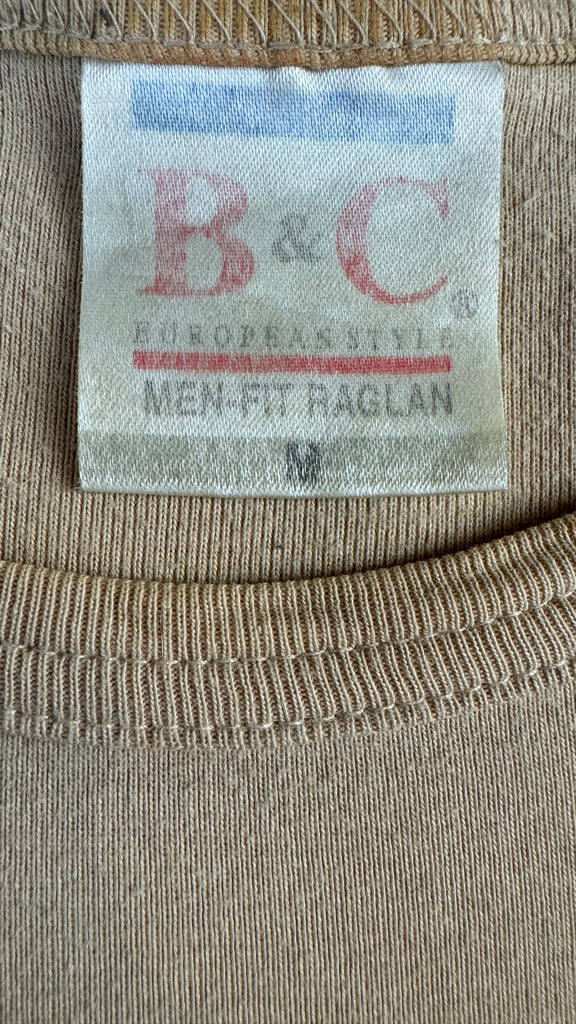 B & C ®
EUROPEAN STYLE
MEN-FIT RAGLAN
M